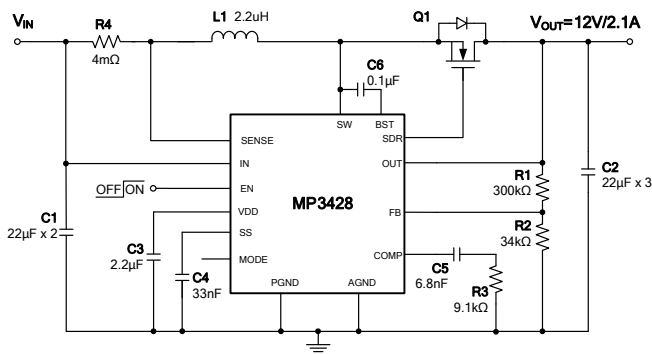 VIN
R4
4mΩ
L1 2.2uH
Q1
VOUT=12V/2.1A
C6
0.1µF
SW
BST
SDR
SENSE
IN
OUT
OFF ON
EN
MP3428
R1
300kΩ
C2
22µF x 3
VDD
FB
R2
34kΩ
C1
22µF x 2
SS
C3
2.2µF
MODE
COMP
C4
33nF
C5
6.8nF
R3
9.1kΩ
PGND
AGND